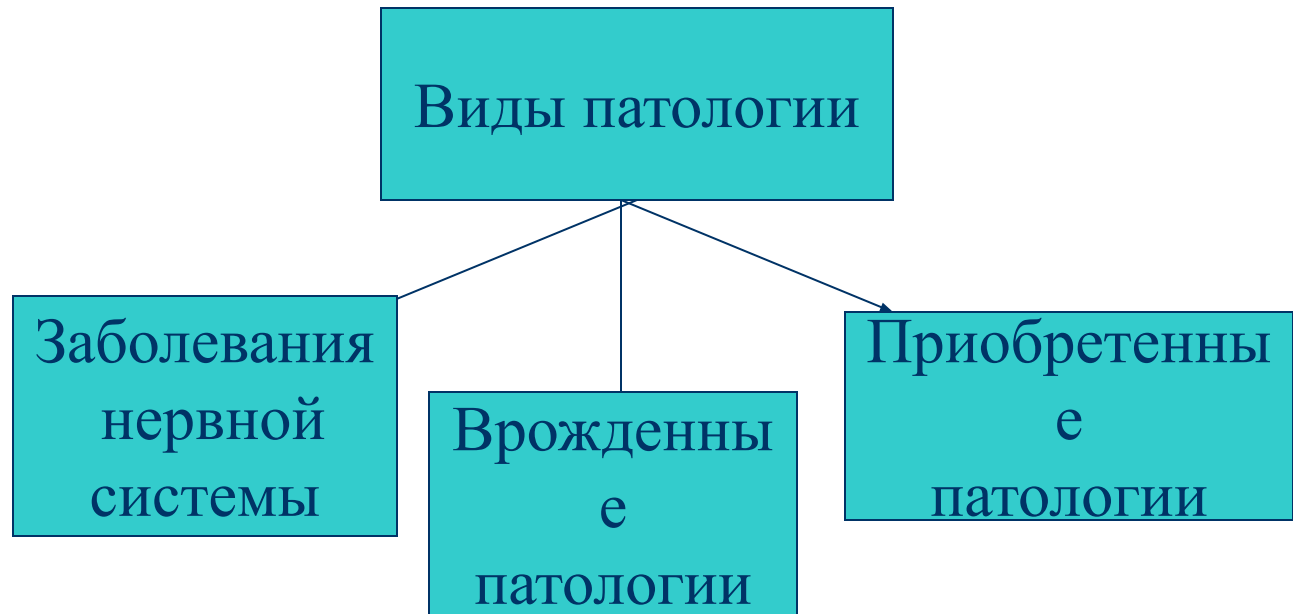 Виды патологии
Заболевания
нервной
системы
Врожденны
е
патологии
Приобретенны
е
патологии